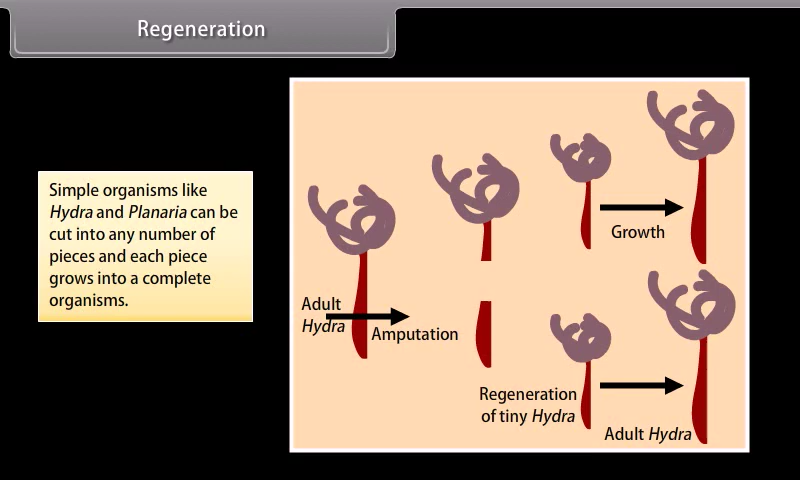 Regeneration
Simple organisms like
Hydra and Planaria can be
cut into any number of
pieces and each piece
grows into a complete
organisms.
Growth
Adult
Hydra
Amputation
Regeneration
of tiny Hydra
Adult Hydra